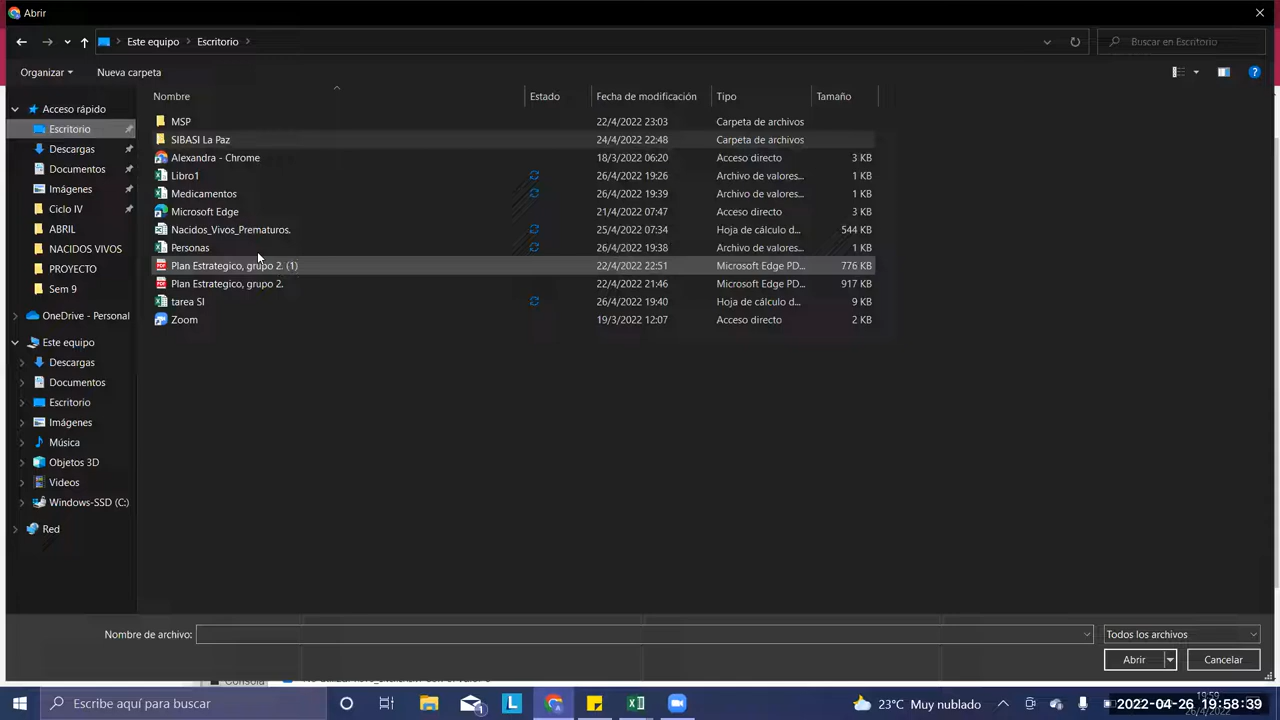 Abrir
Este equipo > Escritorio >
Buscar en Escritorio
Organizar
Nueva carpeta
Nombre
Estado
Fecha de modificación
Tipo
Tamaño
Acceso rápido
Escritorio
Descargas
Documentos
Imágenes
Ciclo IV
ABRIL
NACIDOS VIVOS
PROYECTO
Sem 9
OneDrive - Personal
Este equipo
Descargas
Documentos
Escritorio
Imágenes
Música
Objetos 3D
Videos
Windows-SSD (C:)
Red
MSP 22/4/2022 23:03 Carpeta de archivos
SIBASI La Paz 24/4/2022 22:48 Carpeta de archivos
Alexandra - Chrome 18/3/2022 06:20 Acceso directo 3 KB
Libro1 26/4/2022 19:26 Archivo de valores... 1 KB
Medicamentos 26/4/2022 19:39 Archivo de valores... 1 KB
Microsoft Edge 21/4/2022 07:47 Acceso directo 3 KB
Nacidos_Vivos_Prematuros. 25/4/2022 07:34 Hoja de cálculo d... 544 KB
Personas 26/4/2022 19:38 Archivo de valores... 1 KB
Plan Estrategico, grupo 2. (1) 22/4/2022 22:51 Microsoft Edge PD... 776 KB
Plan Estrategico, grupo 2. 22/4/2022 21:46 Microsoft Edge PD... 917 KB
tarea SI 26/4/2022 19:40 Hoja de cálculo d... 9 KB
Zoom 19/3/2022 12:07 Acceso directo 2 KB
Nombre de archivo:
Todos los archivos
Abrir
Cancelar
Consola
Escribe aquí para buscar
23°C Muy nublado
19:59
2022-04-26 19:58:39